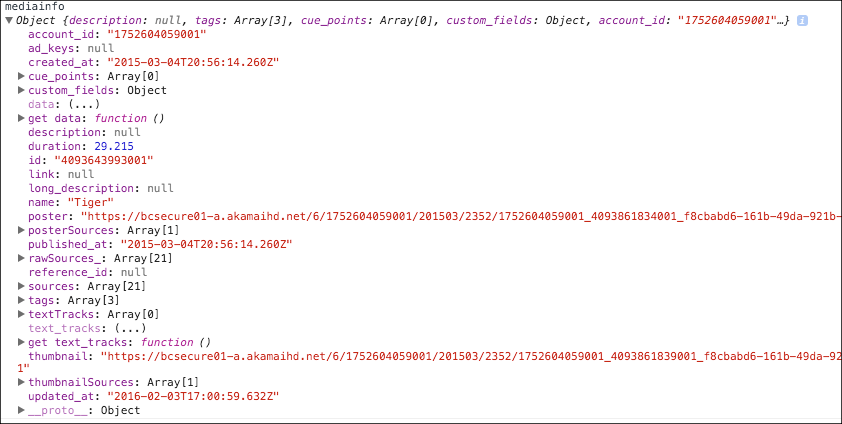 mediainfo
▼Object {description: null, tags: Array[3], cue_points: Array[0], custom_fields: Object, account_id: "1752604059001"…} i
account_id: "1752604059001"
ad_keys: null
created_at: "2015-03-04T20:56:14.260Z"
▶cue_points: Array[0]
▶custom_fields: Object
data: (...)
▶get data: function ()
description: null
duration: 29.215
id: "4093643993001"
link: null
long_description: null
name: "Tiger"
poster: "https://bcsecure01-a.akamaihd.net/6/1752604059001/201503/2352/1752604059001_4093861834001_f8cbabd6-161b-49da-921b-
▶posterSources: Array[1]
published_at: "2015-03-04T20:56:14.260Z"
▶rawSources_: Array[21]
reference_id: null
▶sources: Array[21]
▶tags: Array[3]
▶textTracks: Array[0]
text_tracks: (...)
▶get text_tracks: function ()
thumbnail: "https://bcsecure01-a.akamaihd.net/6/1752604059001/201503/2352/1752604059001_4093861839001_f8cbabd6-161b-49da-92
1"
▶thumbnailSources: Array[1]
updated_at: "2016-02-03T17:00:59.632Z"
▶__proto__: Object